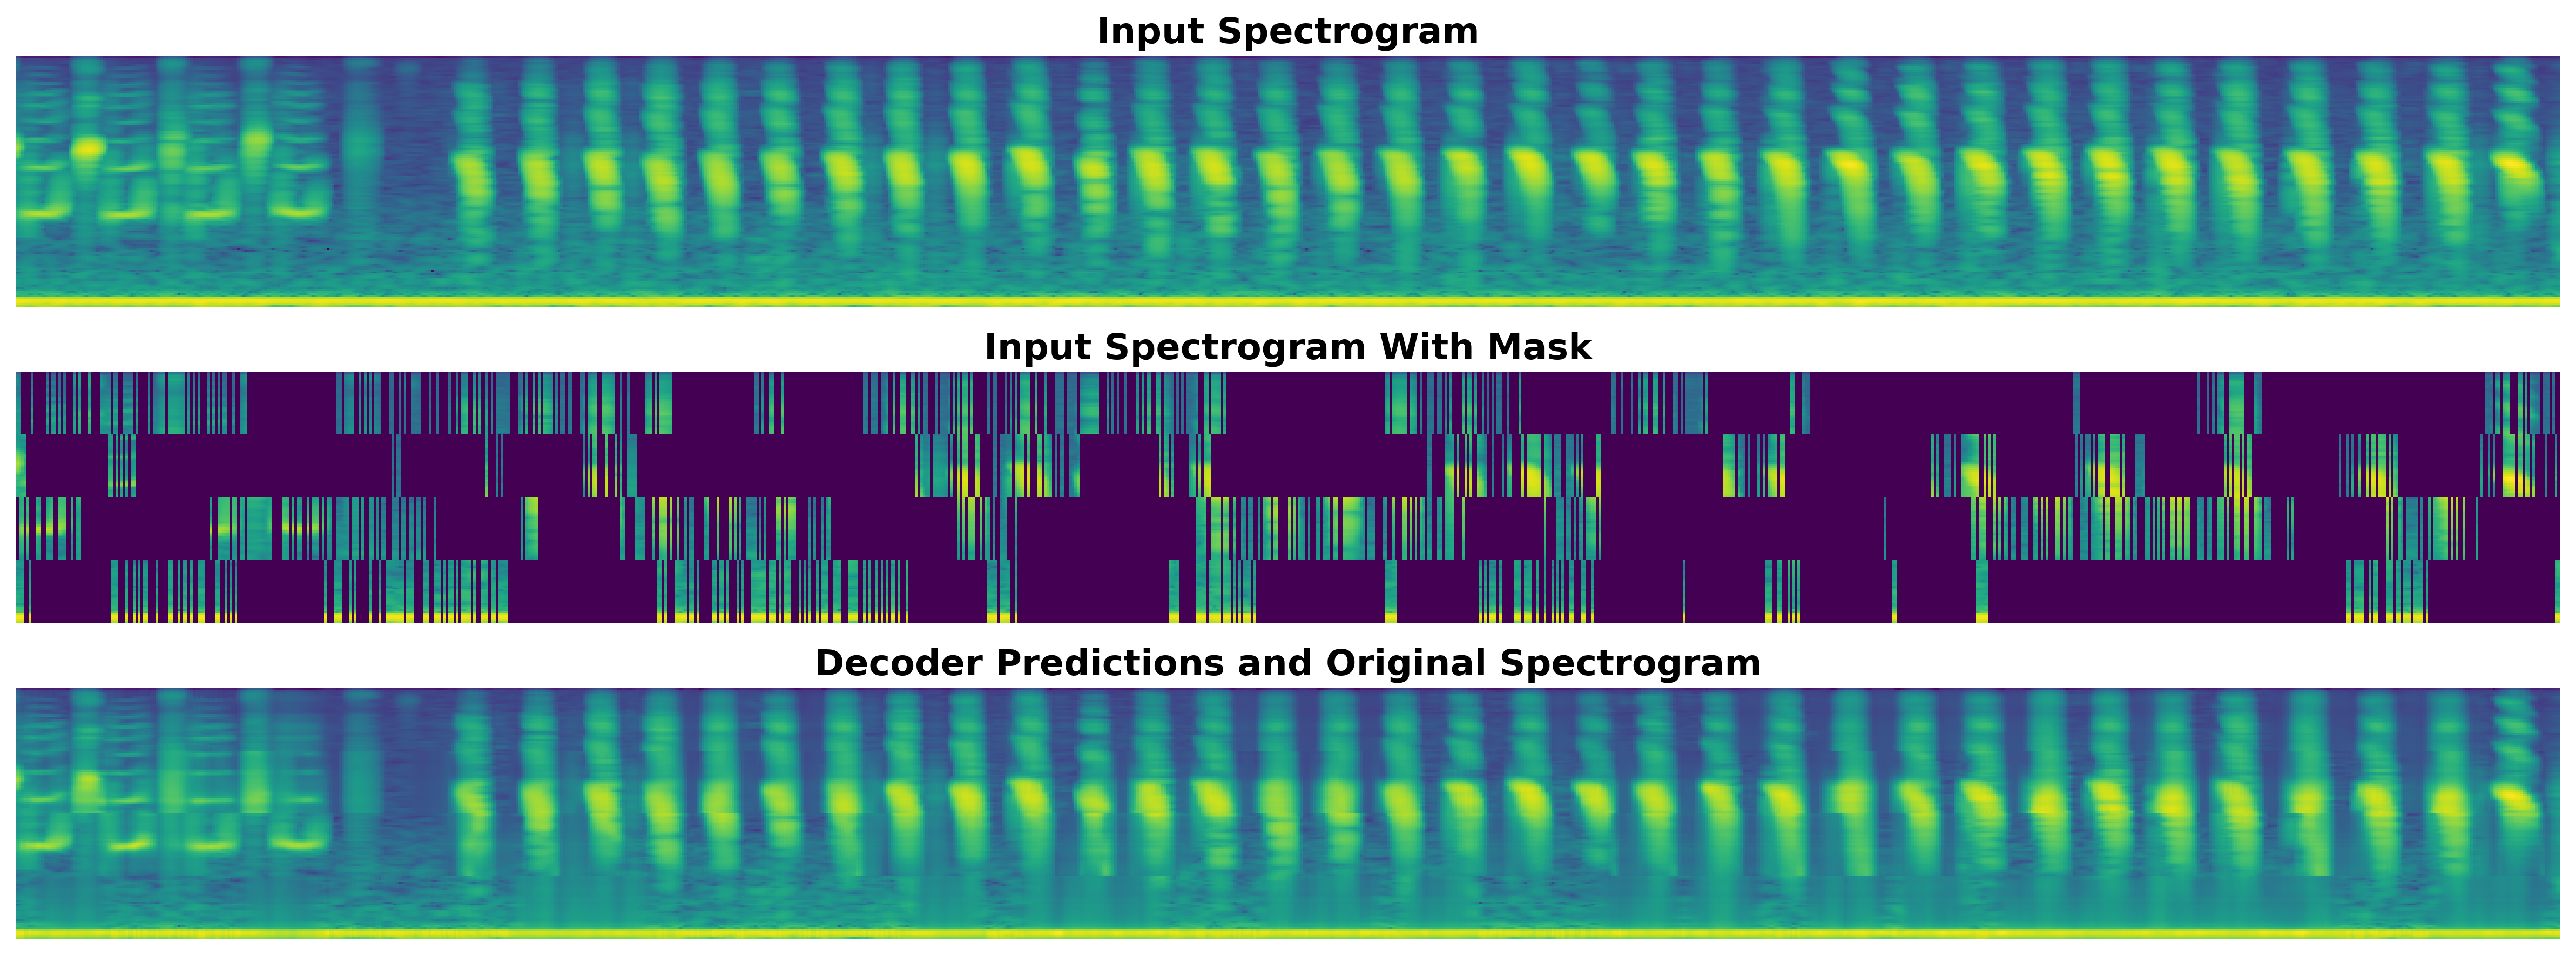 Input Spectrogram
Input Spectrogram With Mask
Decoder Predictions and Original Spectrogram